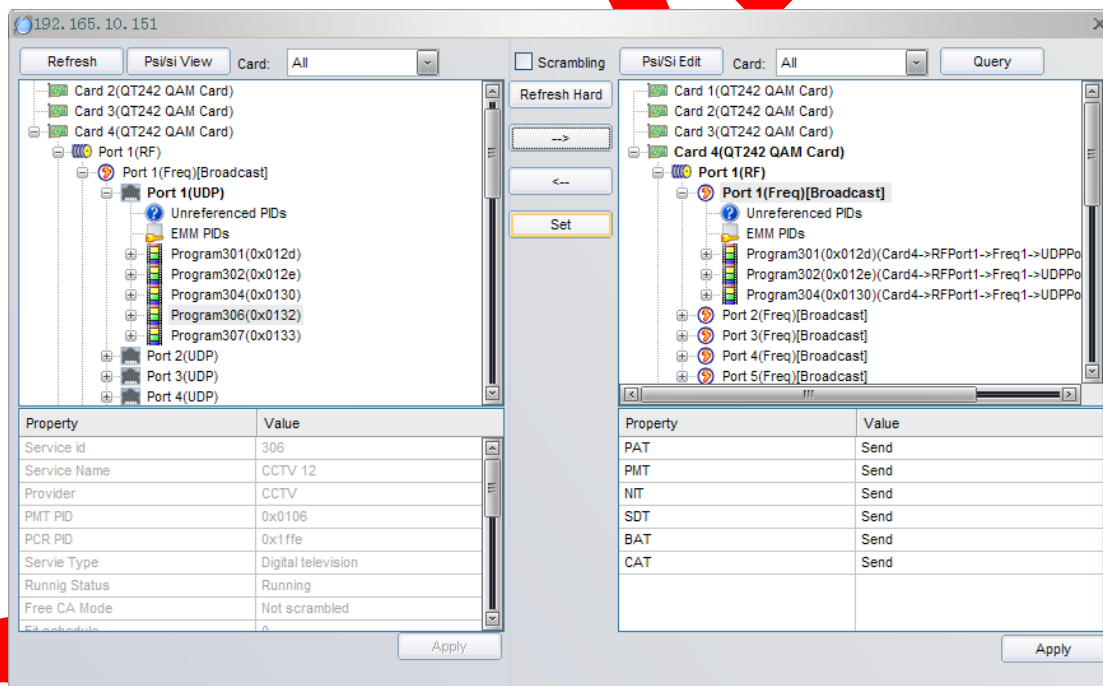 192.165.10.151
Refresh
Psi/si View
Card:
All
Scrambling
Psi/Si Edit
Card:
All
Query
Card 2(QT242 QAM Card)
Card 3(QT242 QAM Card)
Card 4(QT242 QAM Card)
Port 1(RF)
Port 1(Freq)[Broadcast]
Port 1(UDP)
Unreferenced PIDs
EMM PIDs
Program301(0x012d)
Program302(0x012e)
Program304(0x0130)
Program306(0x0132)
Program307(0x0133)
Port 2(UDP)
Port 3(UDP)
Port 4(UDP)
Refresh Hard
-->
<--
Set
Card 1(QT242 QAM Card)
Card 2(QT242 QAM Card)
Card 3(QT242 QAM Card)
Card 4(QT242 QAM Card)
Port 1(RF)
Port 1(Freq)[Broadcast]
Unreferenced PIDs
EMM PIDs
Program301(0x012d)(Card4->RFPort1->Freq1->UDPPo
Program302(0x012e)(Card4->RFPort1->Freq1->UDPPo
Program304(0x0130)(Card4->RFPort1->Freq1->UDPPo
Port 2(Freq)[Broadcast]
Port 3(Freq)[Broadcast]
Port 4(Freq)[Broadcast]
Port 5(Freq)[Broadcast]
Property Value
Service id 306
Service Name CCTV 12
Provider CCTV
PMT PID 0x0106
PCR PID 0x1ffe
Servie Type Digital television
Runnig Status Running
Free CA Mode Not scrambled
Apply
Property Value
PAT Send
PMT Send
NIT Send
SDT Send
BAT Send
CAT Send
Apply